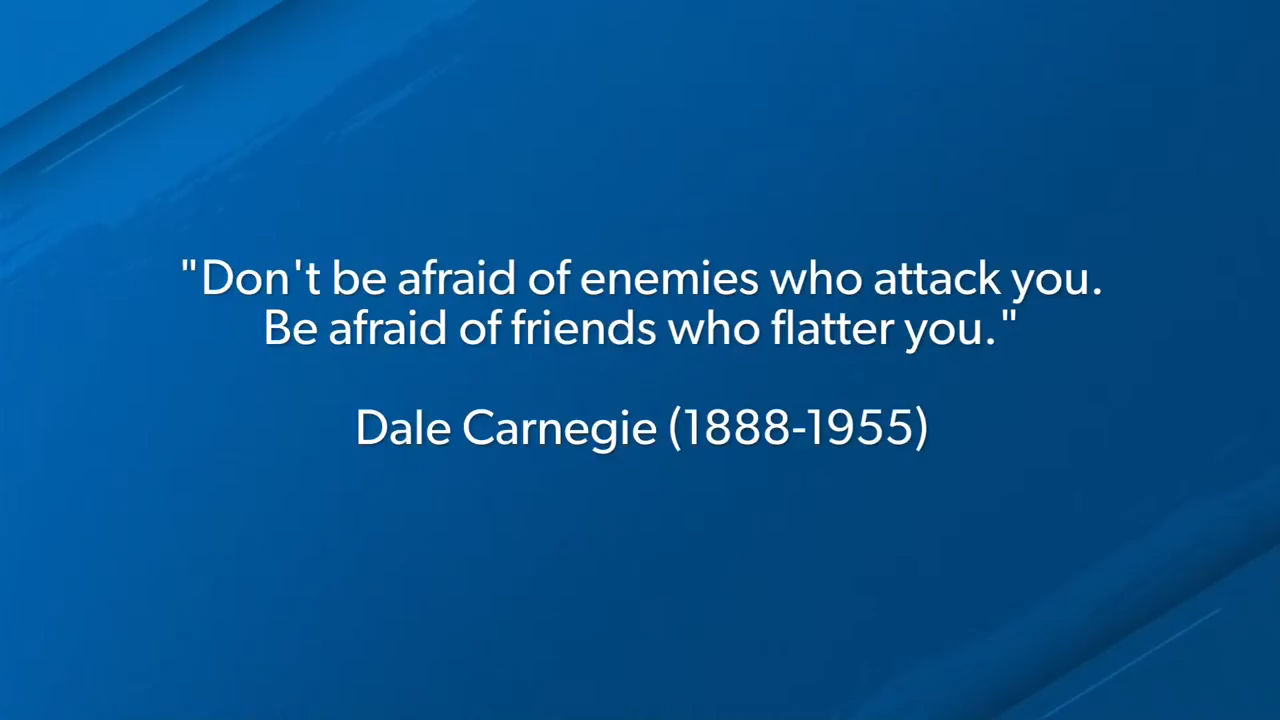 "Don't be afraid of enemies who attack you.
Be afraid of friends who flatter you."
Dale Carnegie (1888-1955)